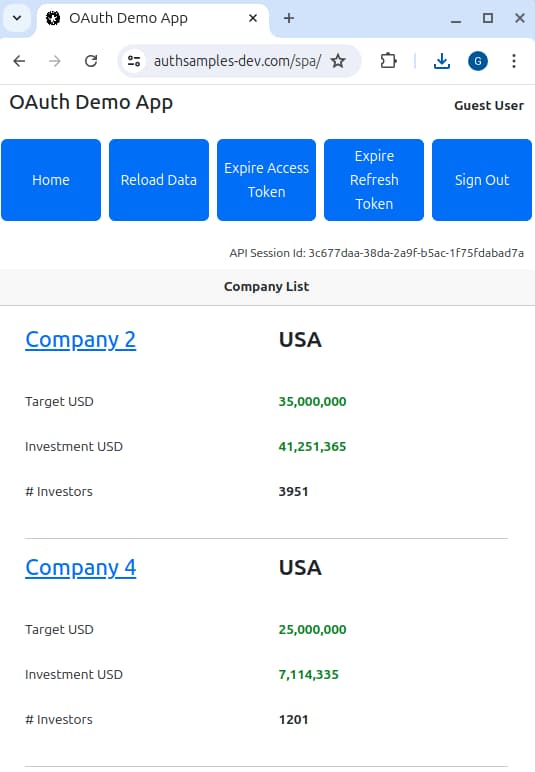 OAuth Demo App
authsamples-dev.com/spa/
G
OAuth Demo App
Guest User
Home
Reload Data
Expire Access
Token
Expire
Refresh
Token
Sign Out
API Session Id: 3c677daa-38da-2a9f-b5ac-1f75fdabad7a
Company List
Company 2 USA
Target USD 35,000,000
Investment USD 41,251,365
# Investors 3951
Company 4 USA
Target USD 25,000,000
Investment USD 7,114,335
# Investors 1201